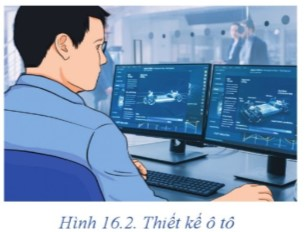 Hình 16.2. Thiết kế ô tô